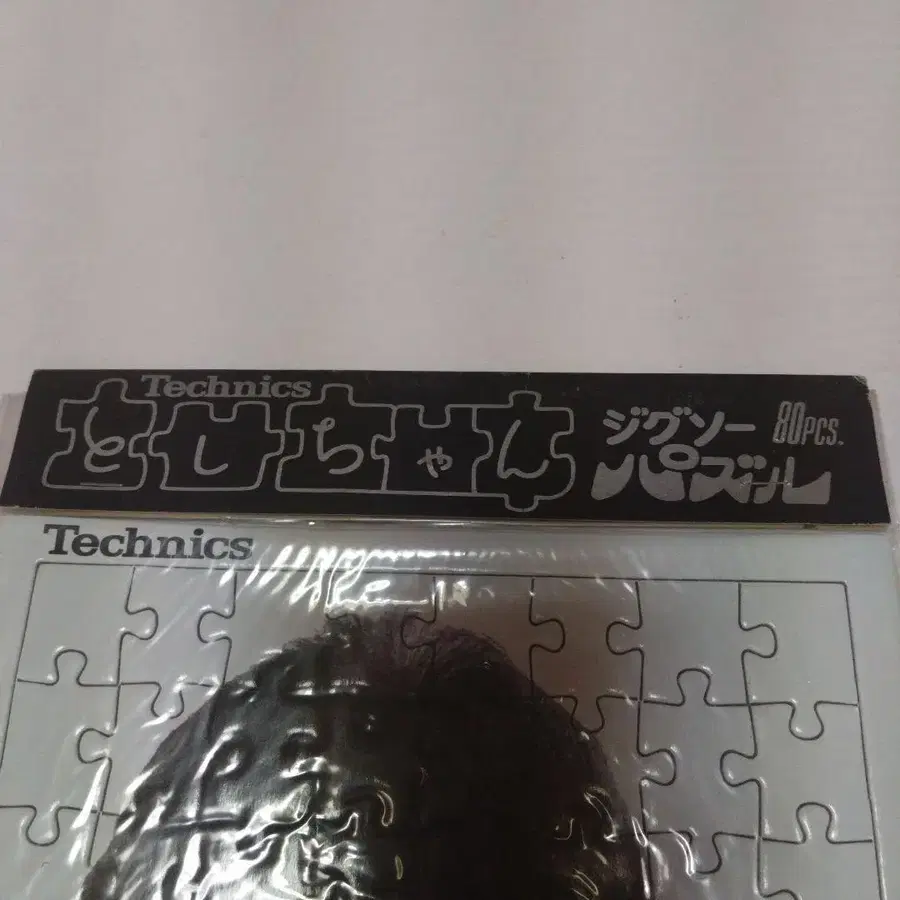 Technics
としちゃん
ジグソー 80PCS.
パズル
Technics